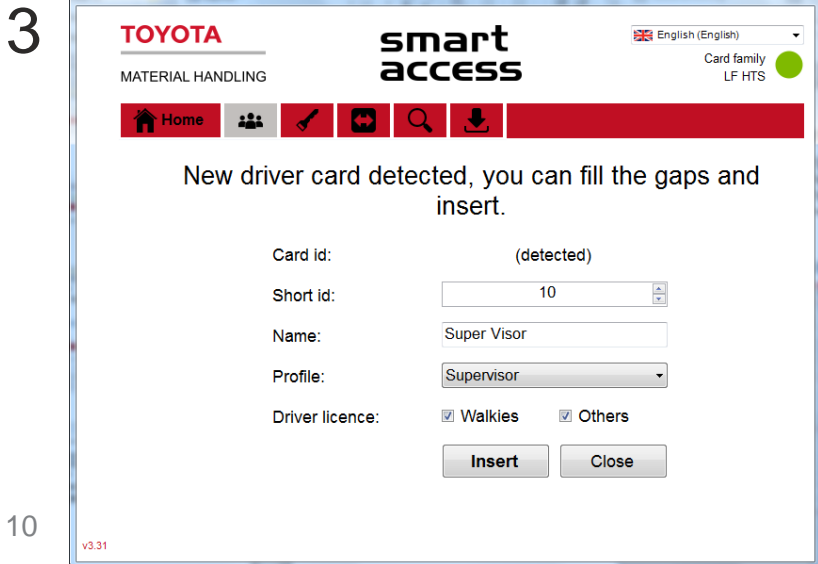 3
TOYOTA
MATERIAL HANDLING
smart
access
English (English)
Card family
LF HTS
Home
New driver card detected, you can fill the gaps and
insert.
Card id: (detected)
Short id: 10
Name: Super Visor
Profile: Supervisor
Driver licence: Walkies Others
Insert Close
10
v3.31